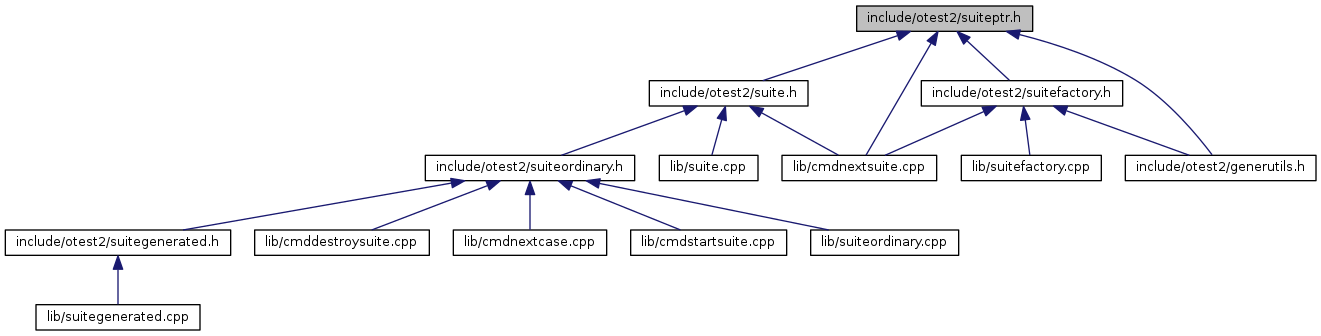 include/otest2/suiteptr.h
include/otest2/suite.h
include/otest2/suitefactory.h
include/otest2/suiteordinary.h
lib/suite.cpp
lib/cmdnextsuite.cpp
lib/suitefactory.cpp
include/otest2/generutils.h
include/otest2/suitegenerated.h
lib/cmddestroysuite.cpp
lib/cmdnextcase.cpp
lib/cmdstartsuite.cpp
lib/suiteordinary.cpp
lib/suitegenerated.cpp